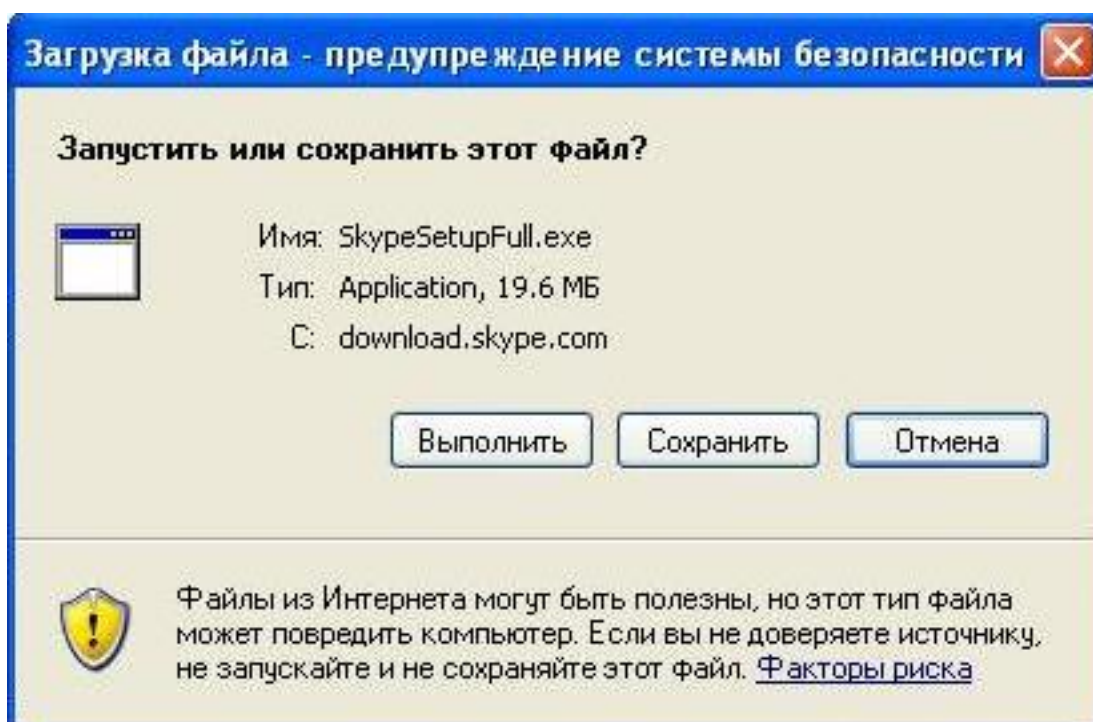 Загрузка файла - предупреждение системы безопасности
Запустить или сохранить этот файл?
Имя: SkypeSetupFull.exe
Тип: Application, 19.6 МБ
С: download.skype.com
Выполнить Сохранить Отмена
Файлы из Интернета могут быть полезны, но этот тип файла
может повредить компьютер. Если вы не доверяете источнику,
не запускайте и не сохраняйте этот файл. Факторы риска